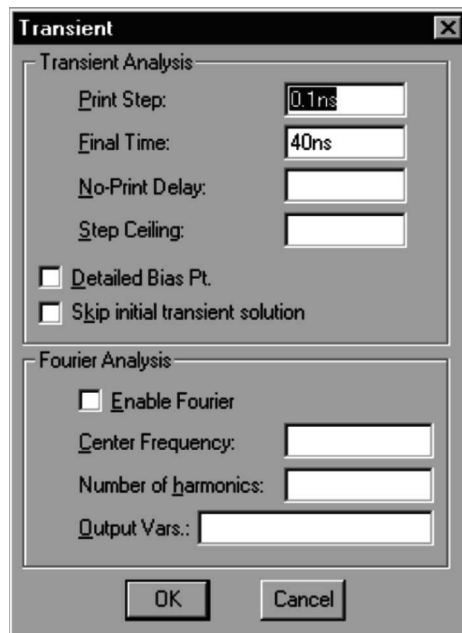 Transient
Transient Analysis
Print Step: 0.1ns
Final Time: 40ns
No-Print Delay:
Step Ceiling:
Detailed Bias Pt.
Skip initial transient solution
Fourier Analysis
Enable Fourier
Center Frequency:
Number of harmonics:
Output Vars.:
OK Cancel